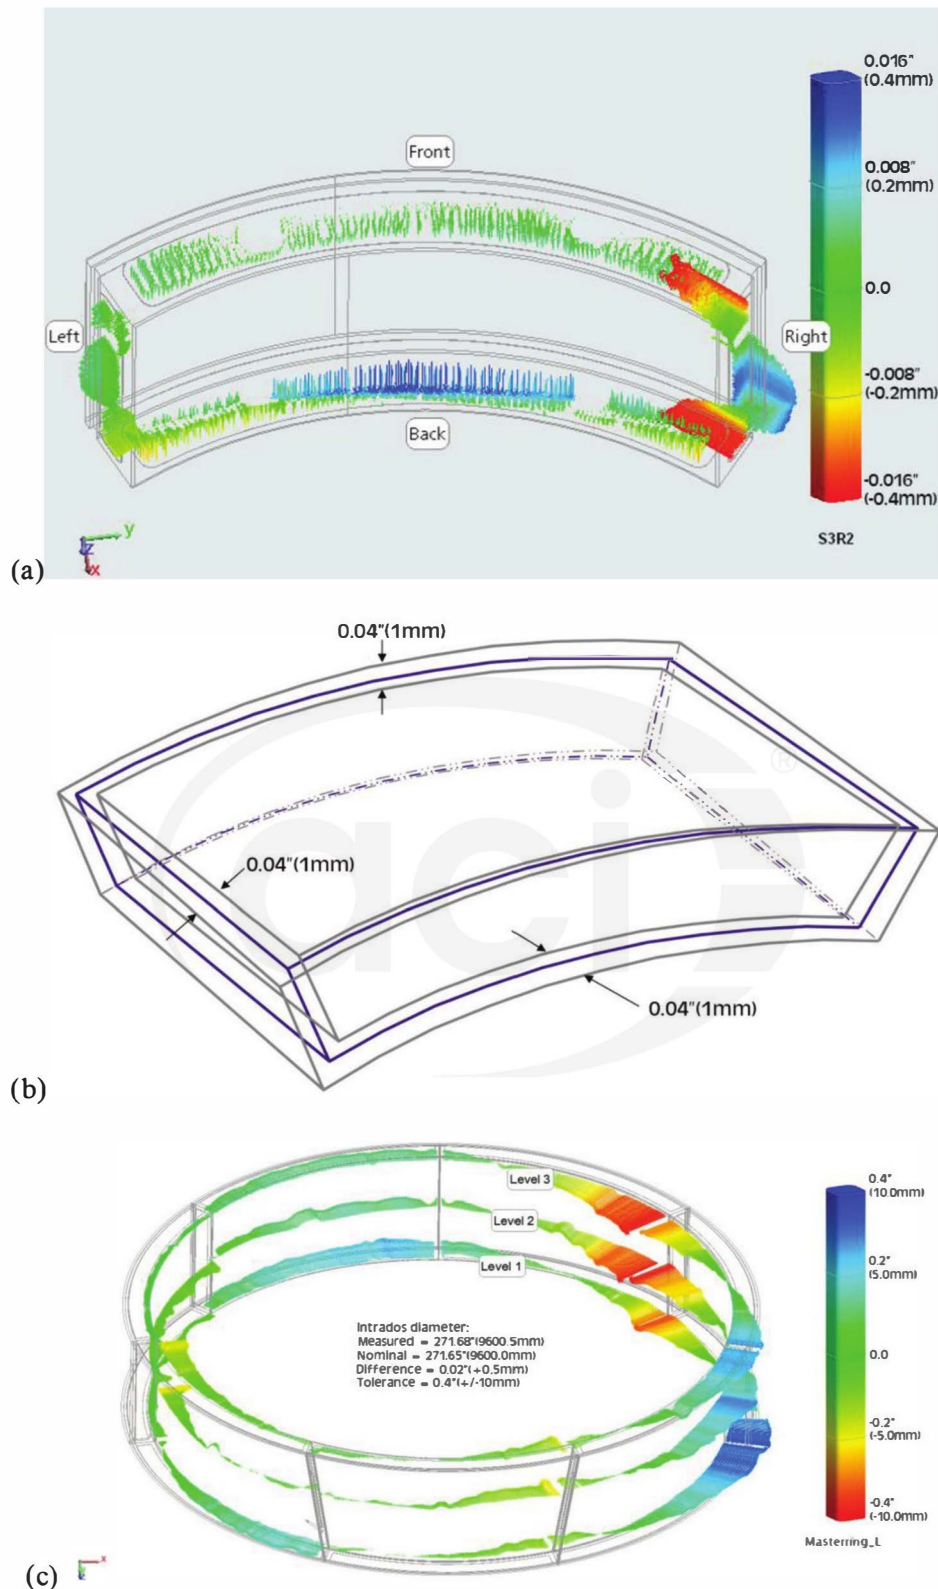 Front
Left
Right
Back
0.016"
(0.4mm)
0.008"
(0.2mm)
0.0
-0.008"
(-0.2mm)
-0.016"
(-0.4mm)
S3R2
y
z
x
(a)
0.04"(1mm)
0.04"(1mm)
0.04"(1mm)
aci
®
(b)
Level 3
Level 2
Level 1
Intrados diameter:
Measured = 271.68"(9600.5mm)
Nominal = 271.65"(9600.0mm)
Difference = 0.02"(+0.5mm)
Tolerance = 0.4"(+/-10mm)
0.4"
(10.0mm)
0.2"
(5.0mm)
0.0
-0.2"
(-5.0mm)
-0.4"
(-10.0mm)
Masterring_L
x
(c)